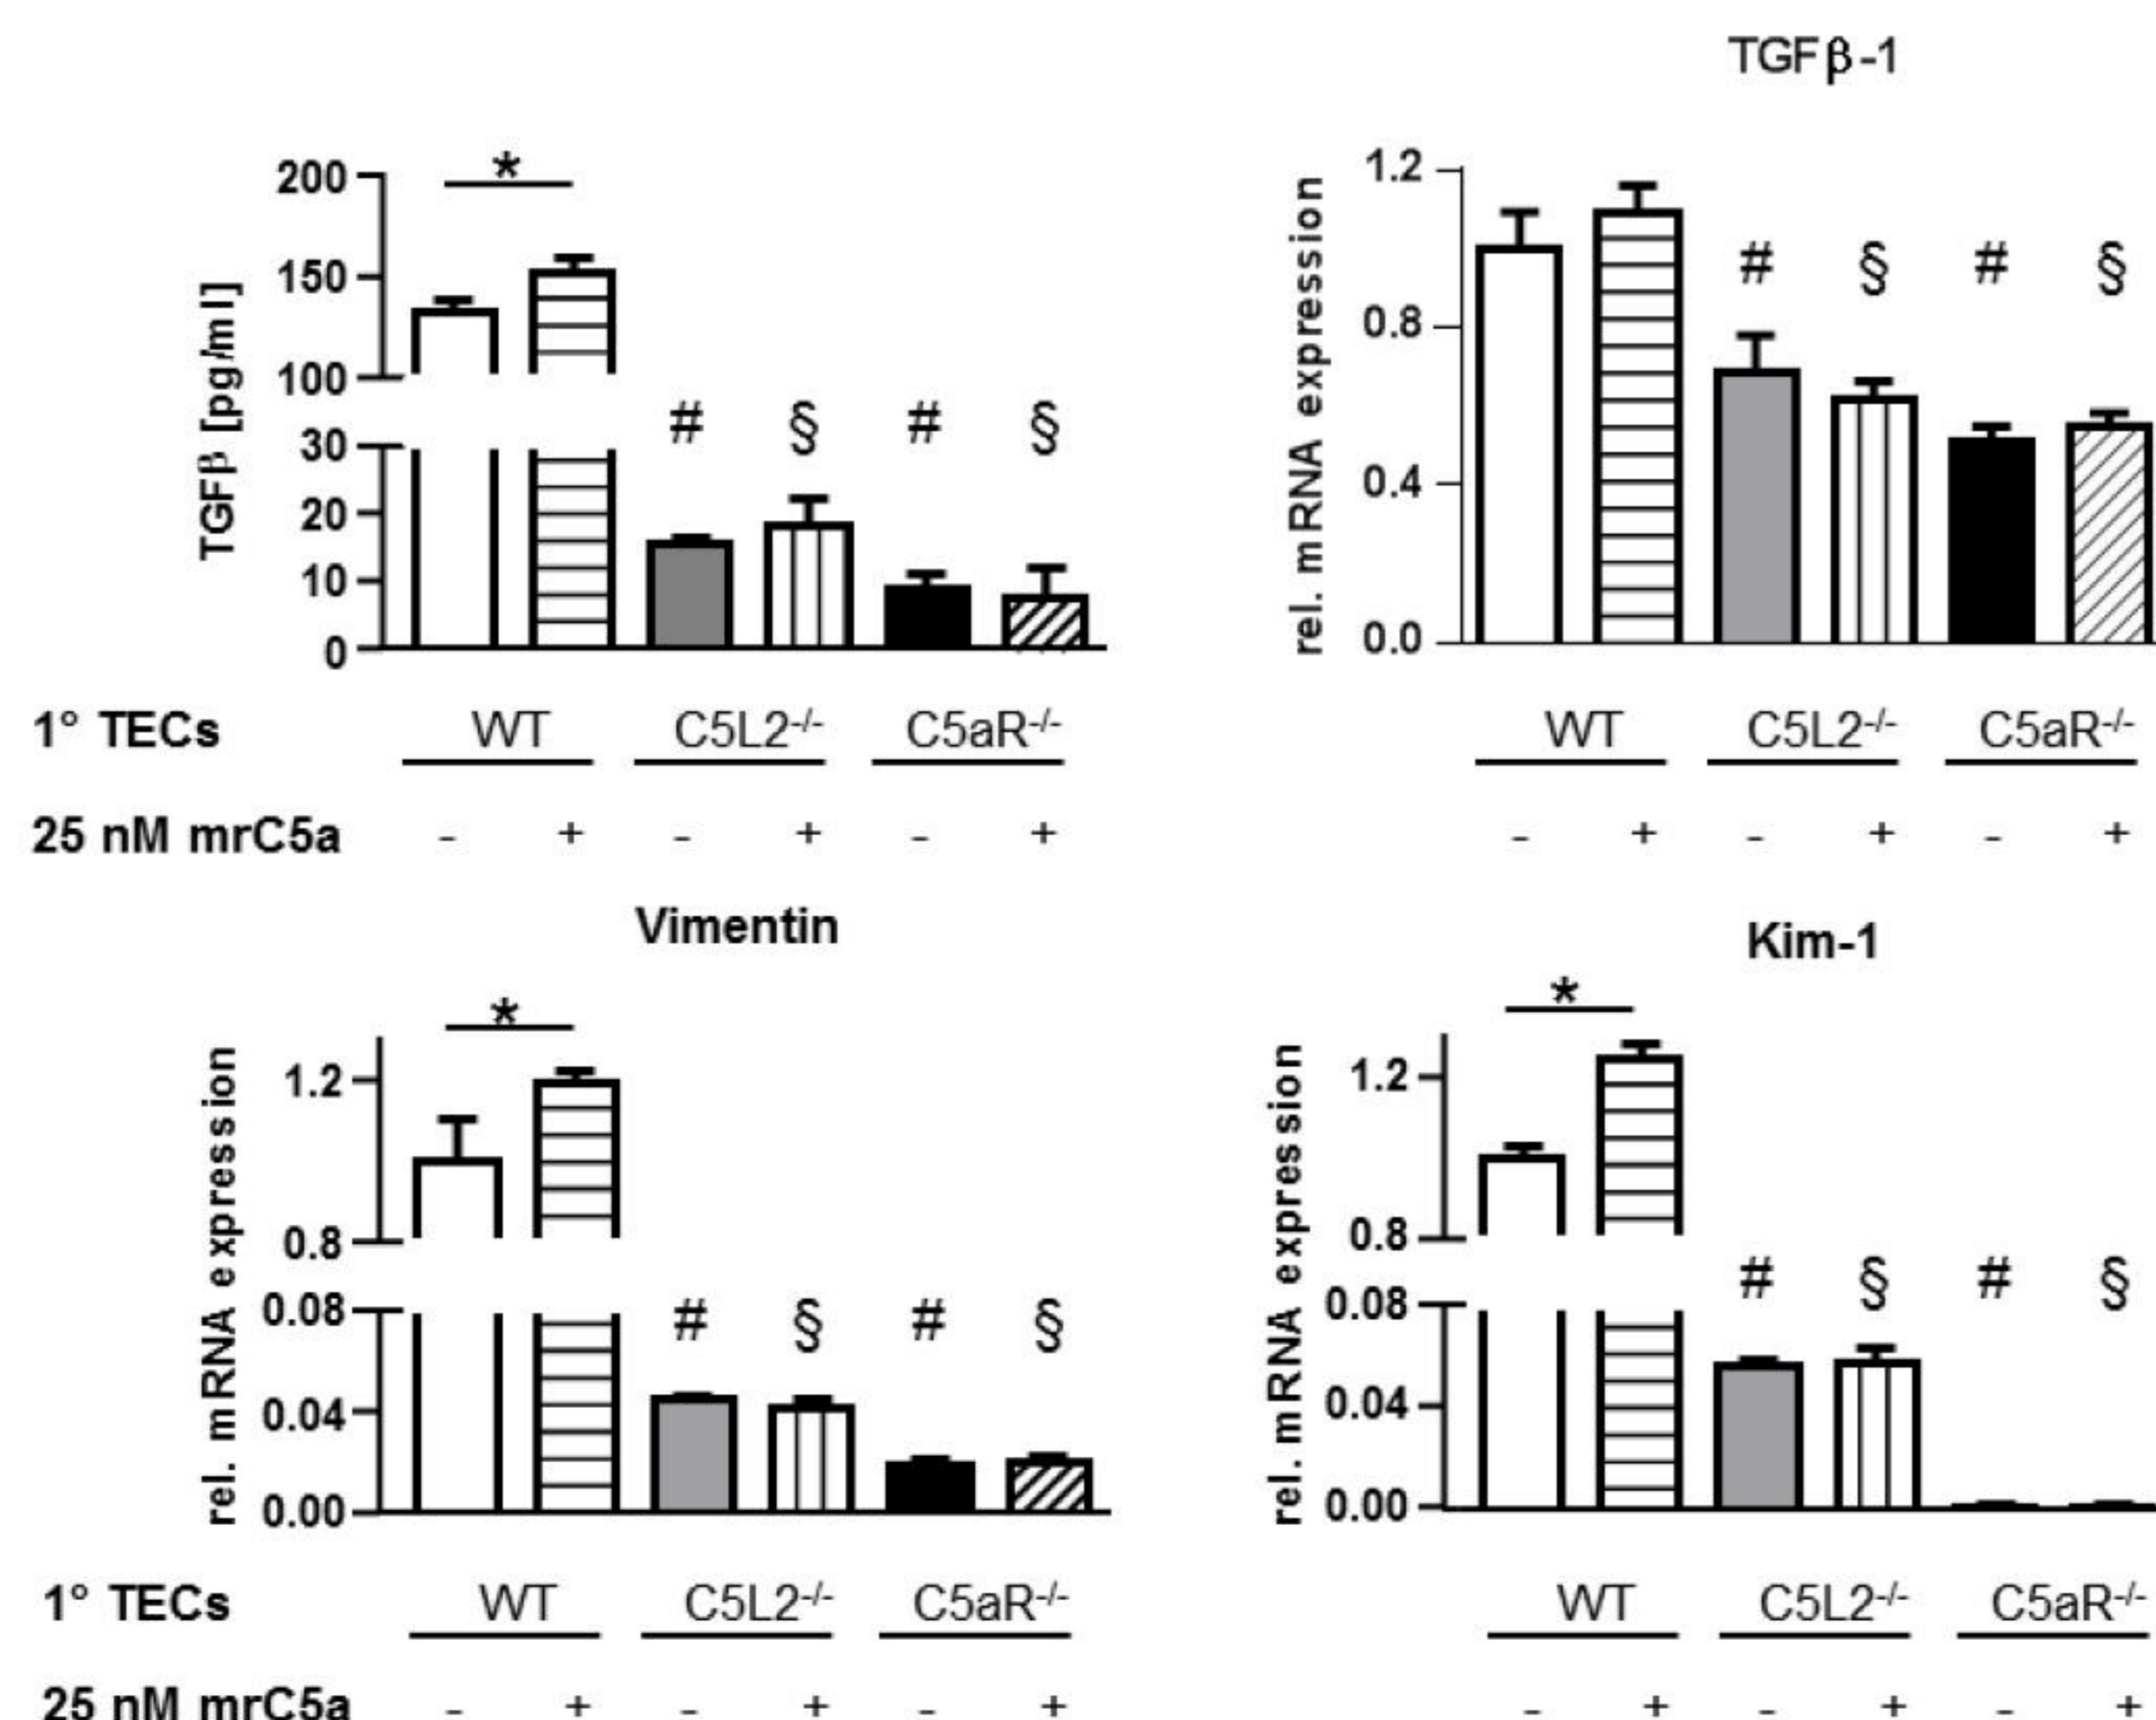 TGFβ-1
TGFβ [pg/ml]
200
150
100
30
20
10
0
*
# § # §
rel. mRNA expression
1.2
0.8
0.4
0.0
# § # §
1° TECs WT C5L2-/- C5aR-/- WT C5L2-/- C5aR-/-
25 nM mrC5a - + - + - + - + - + - +
Vimentin
Kim-1
rel. mRNA expression
1.2
0.8
0.08
0.04
0.00
*
# § # §
rel. mRNA expression
1.2
0.8
0.08
0.04
0.00
*
# § # §
1° TECs WT C5L2-/- C5aR-/- WT C5L2-/- C5aR-/-
25 nM mrC5a - + - + - + - + - + - +